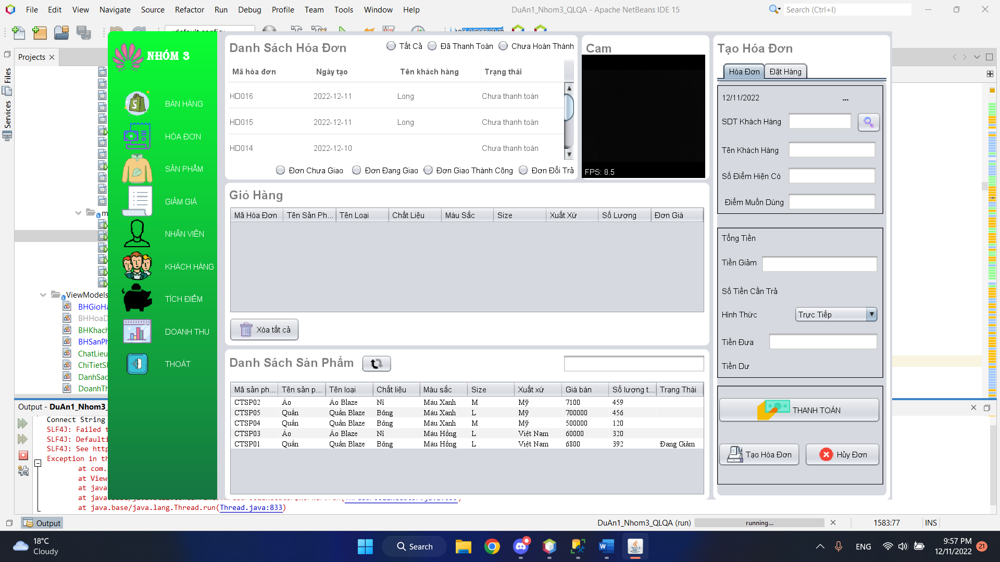 File Edit View Navigate Source Refactor Run Debug Profile Team Tools Window Help
DuAn1_Nhom3_QLQA - Apache NetBeans IDE 15
Search (Ctrl+I)
Projects
Files
Services
NHÓM 3
BÁN HÀNG
HÓA ĐƠN
SẢN PHẨM
GIẢM GIÁ
NHÂN VIÊN
KHÁCH HÀNG
TÍCH ĐIỂM
DOANH THU
THOÁT
m
ViewModels
BHGioHa
BHHoaD
BHKhach
BHSanPh
ChatLieu
ChiTietSF
DanhSac
DoanhTh
Danh Sách Hóa Đơn
Tất Cả Đã Thanh Toán Chưa Hoàn Thành
Mã hóa đơn Ngày tạo Tên khách hàng Trạng thái
HD016 2022-12-11 Long Chưa thanh toán
HD015 2022-12-11 Long Chưa thanh toán
HD014 2022-12-10 Chưa thanh toán
Đơn Chưa Giao Đơn Đang Giao Đơn Giao Thành Công Đơn Đổi Trả
Cam
FPS: 8.5
Giỏ Hàng
Mã Hóa Đơn Tên Sản Ph... Tên Loại Chất Liệu Màu Sắc Size Xuất Xứ Số Lượng Đơn Giá
Xóa tất cả
Danh Sách Sản Phẩm
Mã sản ph... Tên sản p... Tên loại Chất liệu Màu sắc Size Xuất xứ Giá bán Số lượng t... Trạng Thái
CTSP02 Áo Áo Blaze Nỉ Màu Xanh M Mỹ 7100 459
CTSP05 Quần Quần Blaze Bông Màu Xanh L Mỹ 700000 456
CTSP04 Quần Quần Blaze Bông Màu Xanh M Mỹ 500000 120
CTSP03 Áo Áo Blaze Nỉ Màu Hồng L Việt Nam 60000 320
CTSP01 Quần Quần Blaze Bông Màu Hồng L Việt Nam 6800 392 Đang Giảm
Tạo Hóa Đơn
Hóa Đơn Đặt Hàng
12/11/2022 ...
SDT Khách Hàng
Tên Khách Hàng
Số Điểm Hiện Có
Điểm Muốn Dùng
Tổng Tiền
Tiền Giảm
Số Tiền Cần Trả
Hình Thức Trực Tiếp
Tiền Đưa
Tiền Dư
THANH TOÁN
Tạo Hóa Đơn Hủy Đơn
Output - DuAn1_Nhom3_
Connect String
SLF4J: Failed t
SLF4J: Defaulti
SLF4J: See http
Exception in th
at com.
at View
at java
at java.
at java.base/java.lang.Thread.run(Thread.java:833)
Output
DuAn1_Nhom3_QLQA (run) running... 1583:77 INS
18°C
Cloudy
Search
ENG
9:57 PM
12/11/2022
21